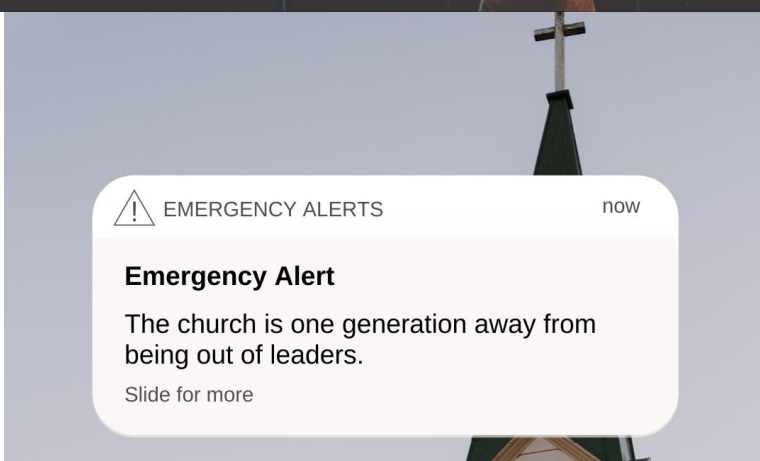 EMERGENCY ALERTS
now
Emergency Alert
The church is one generation away from
being out of leaders.
Slide for more